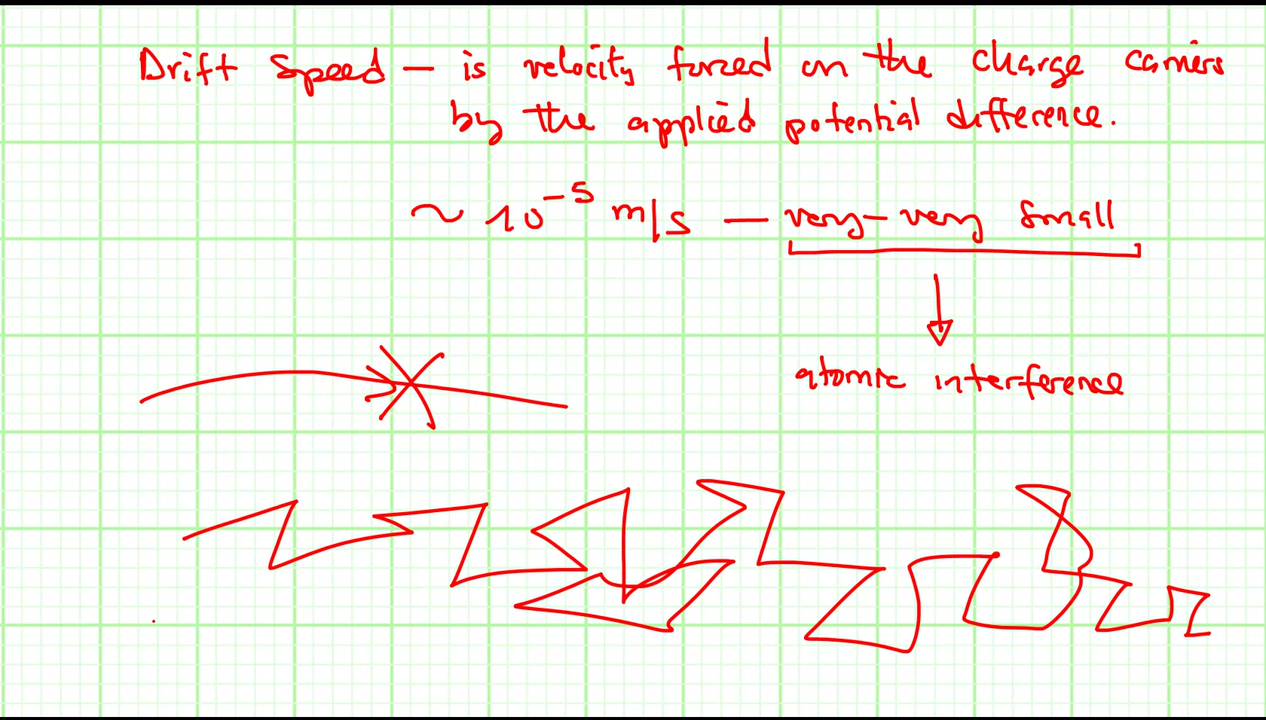 Drift Speed — is velocity forced on the charge carriers
by the applied potential difference.
~ 10⁻⁵ m/s — very-very small
atomic interference